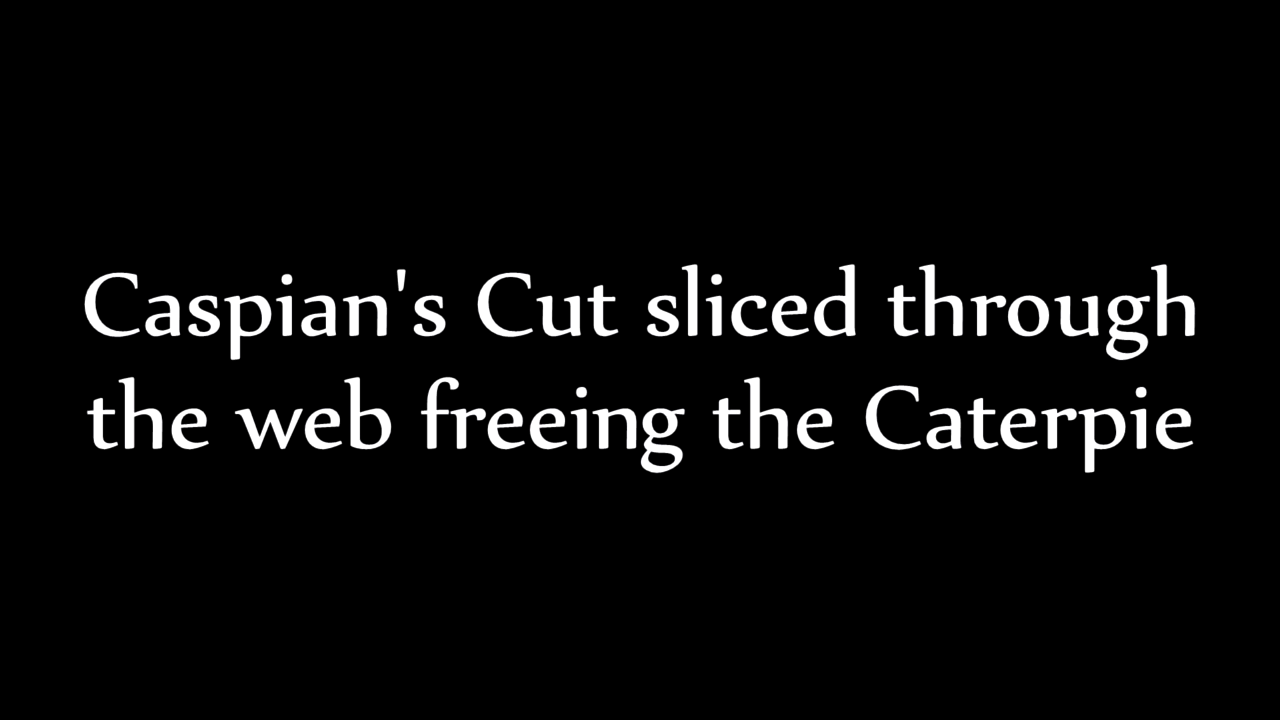 Caspian's Cut sliced through
the web freeing the Caterpie